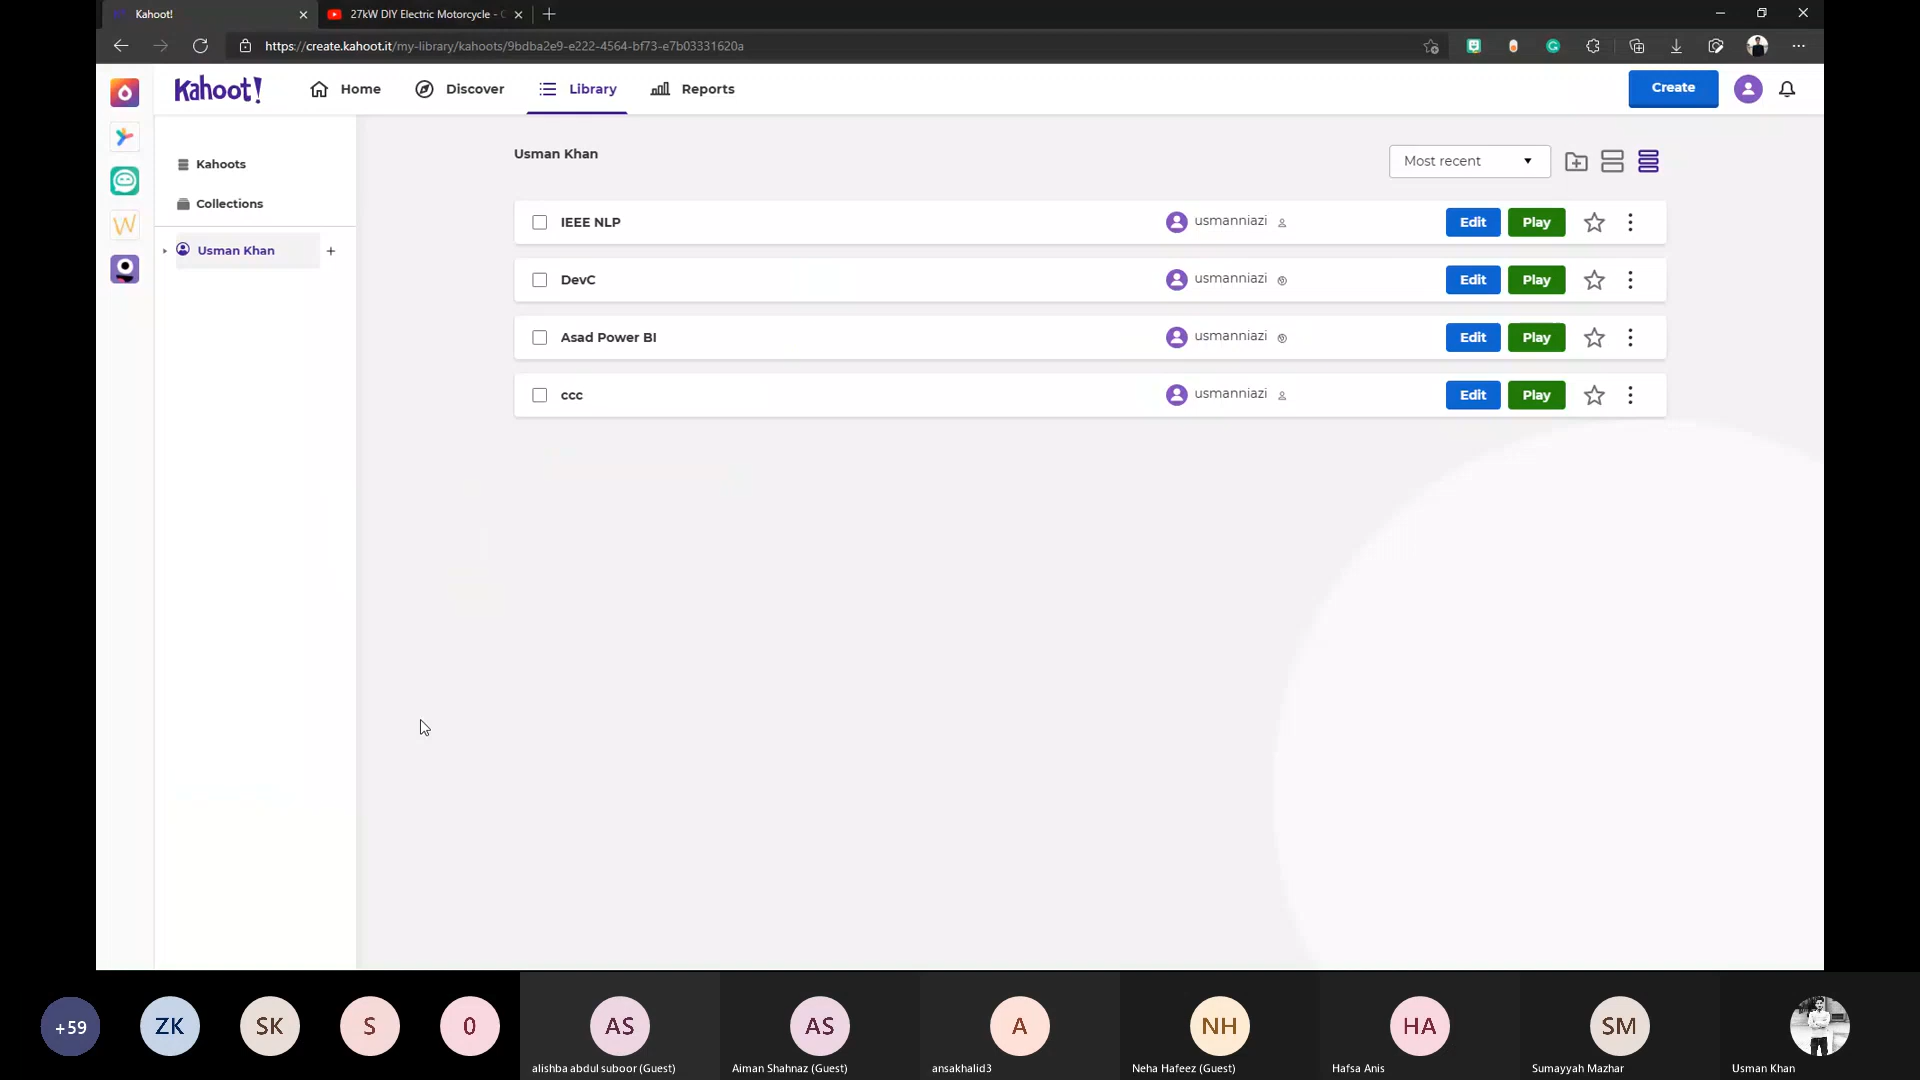 Kahoot!
27kW DIY Electric Motorcycle - C
https://create.kahoot.it/my-library/kahoots/9bdba2e9-e222-4564-bf73-e7b03331620a
Kahoot!
Home
Discover
Library
Reports
Create
Kahoots
Collections
Usman Khan
Usman Khan
Most recent
IEEE NLP usmanniazi Edit Play
DevC usmanniazi Edit Play
Asad Power BI usmanniazi Edit Play
ccc usmanniazi Edit Play
W
+59
ZK
SK
S
0
AS
AS
A
NH
HA
SM
alishba abdul suboor (Guest)
Aiman Shahnaz (Guest)
ansakhalid3
Neha Hafeez (Guest)
Hafsa Anis
Sumayyah Mazhar
Usman Khan